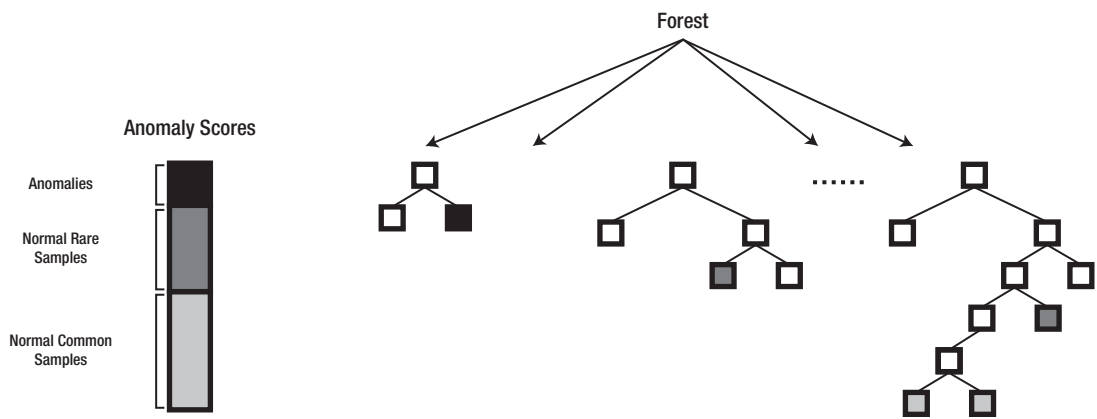 Forest
Anomaly Scores
Anomalies
Normal Rare
Samples
Normal Common
Samples